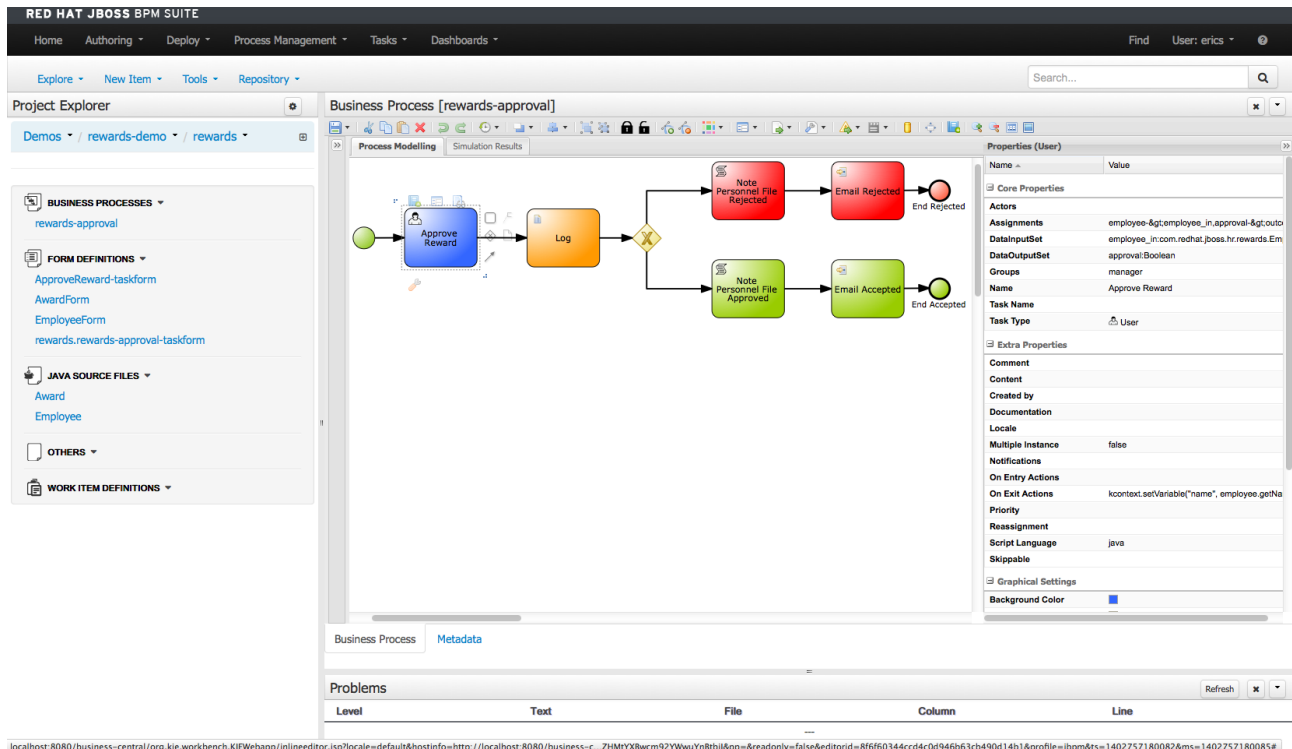 RED HAT JBOSS BPM SUITE
Home Authoring Deploy Process Management Tasks Dashboards Find User: erics
Explore New Item Tools Repository Search...
Project Explorer
Demos / rewards-demo / rewards
BUSINESS PROCESSES
rewards-approval
FORM DEFINITIONS
ApproveReward-taskform
AwardForm
EmployeeForm
rewards.rewards-approval-taskform
JAVA SOURCE FILES
Award
Employee
OTHERS
WORK ITEM DEFINITIONS
Business Process [rewards-approval]
Process Modelling Simulation Results
Approve
Reward
Log
X
Note
Personnel File
Rejected
Email Rejected
End Rejected
Note
Personnel File
Approved
Email Accepted
End Accepted
Properties (User)
Name Value
Core Properties
Actors
Assignments employee-&gt;employee_in,approval-&gt;outc
DataInputSet employee_in:com.redhat.jboss.hr.rewards.Em
DataOutputSet approval:Boolean
Groups manager
Name Approve Reward
Task Name
Task Type User
Extra Properties
Comment
Content
Created by
Documentation
Locale
Multiple Instance false
Notifications
On Entry Actions
On Exit Actions kcontext.setVariable("name", employee.getNa
Priority
Reassignment
Script Language java
Skippable
Graphical Settings
Background Color
Business Process Metadata
Problems Refresh
Level Text File Column Line
---